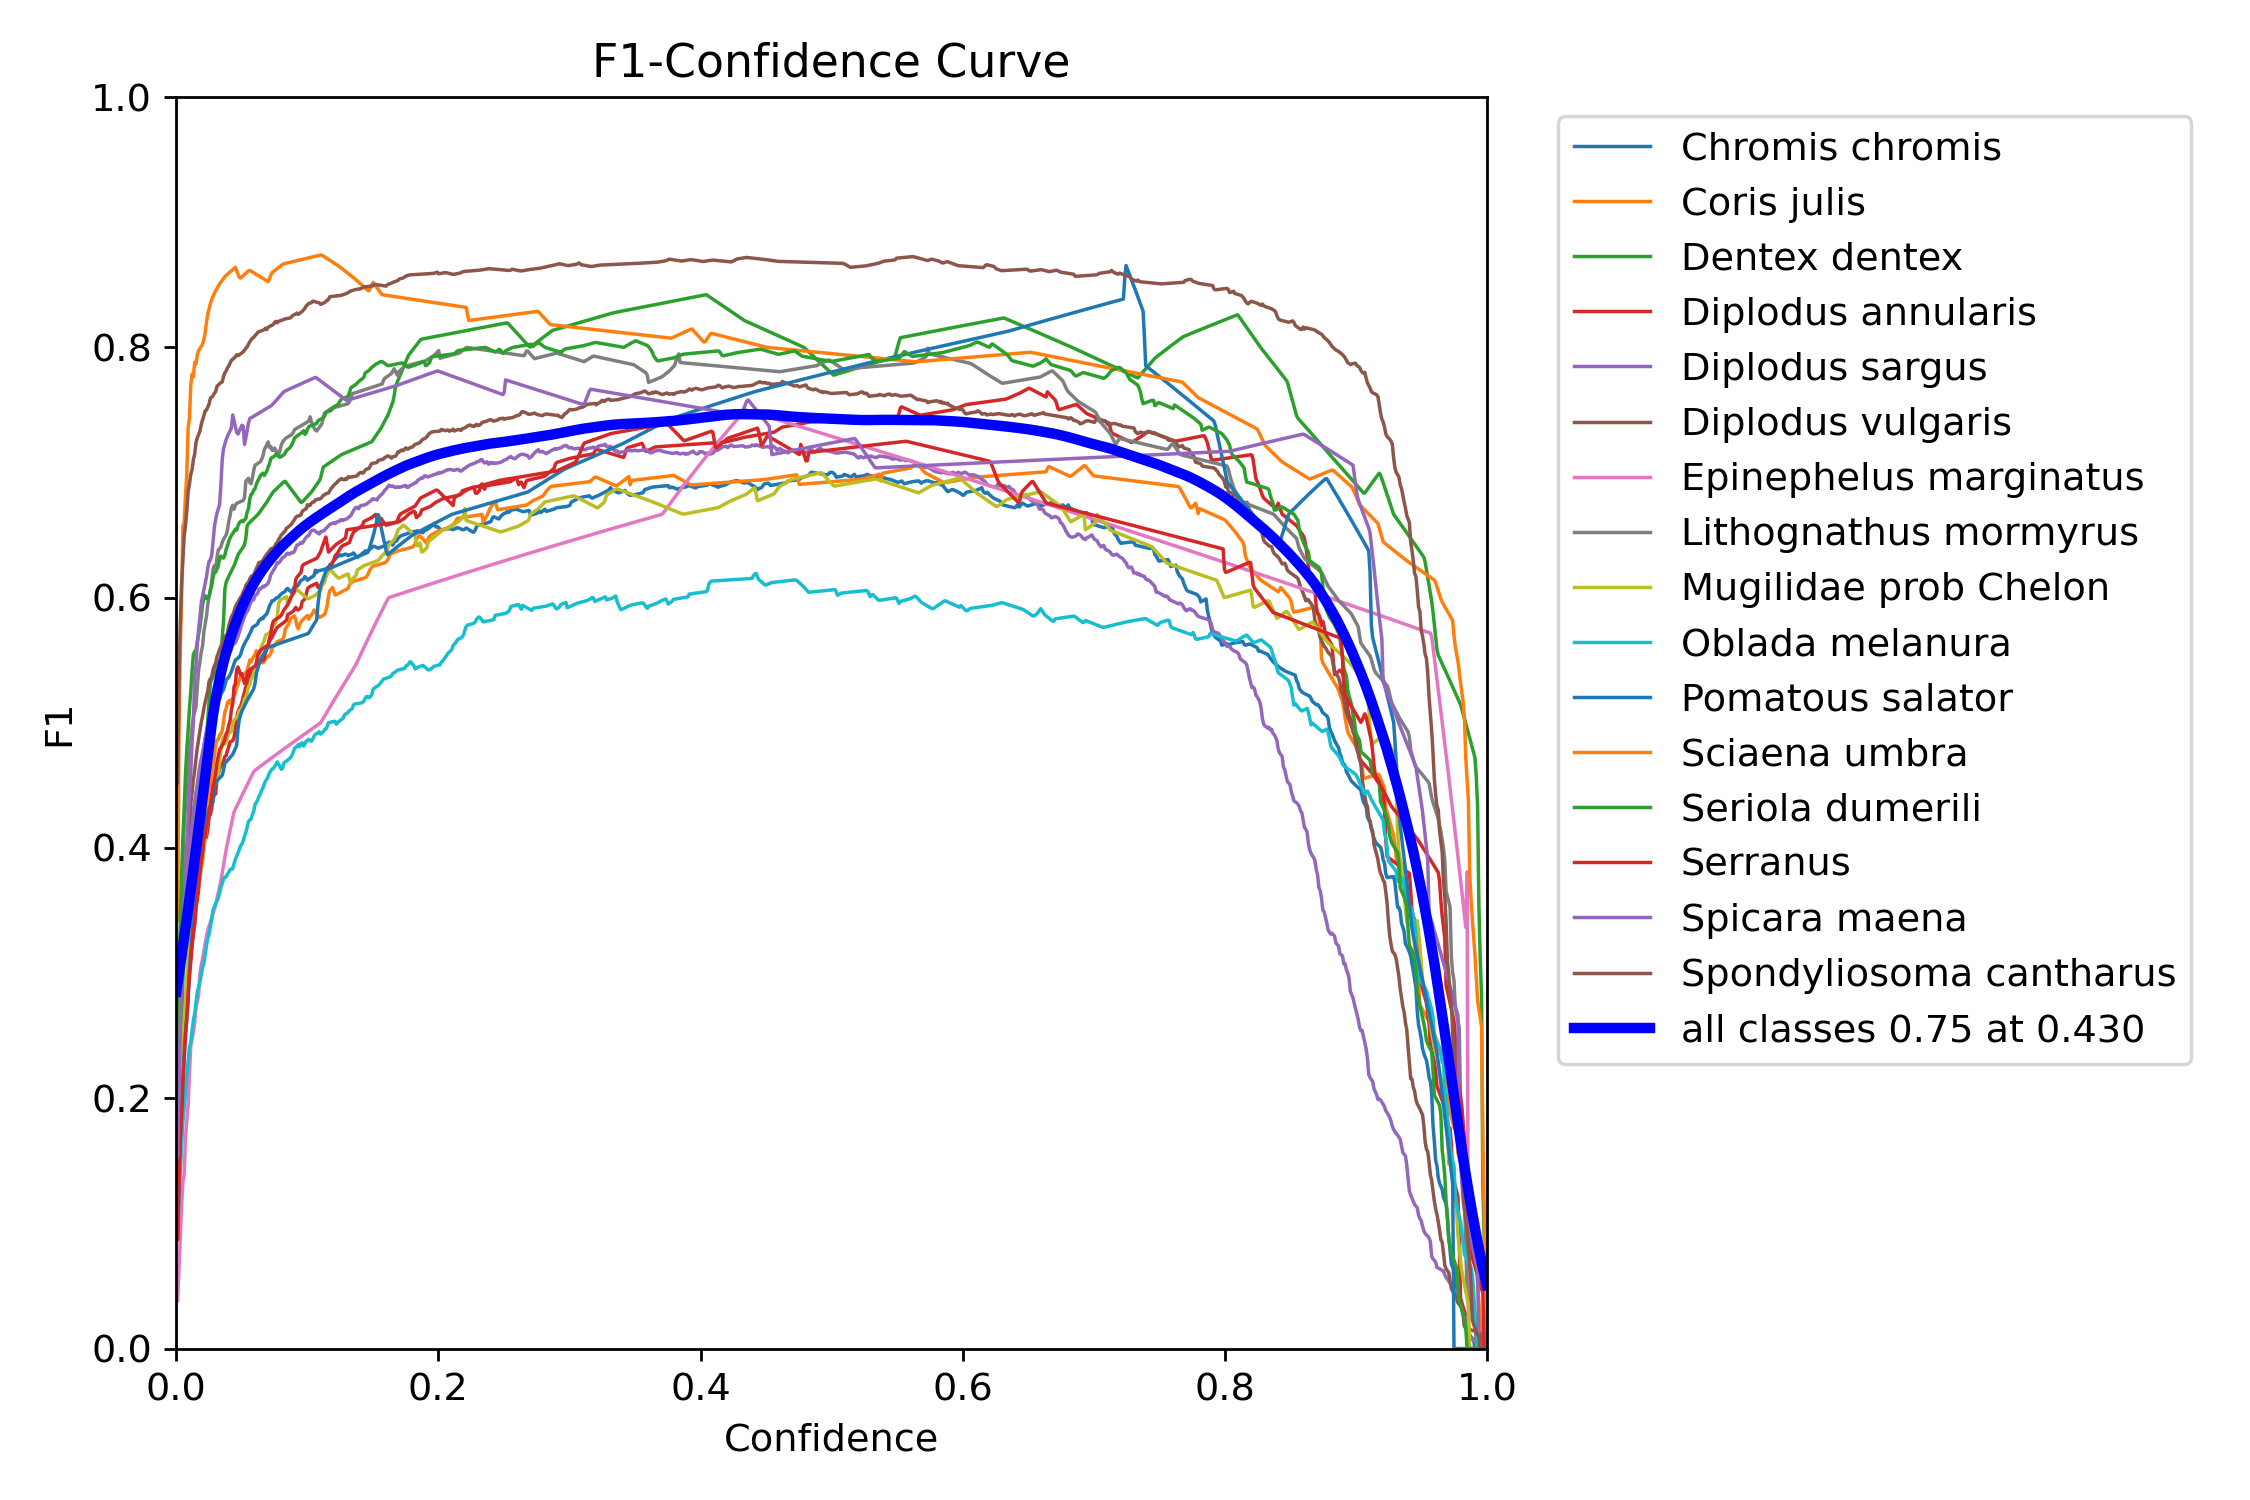 F1-Confidence Curve
1.0
0.8
0.6
0.4
0.2
0.0
F1
0.0 0.2 0.4 0.6 0.8 1.0
Confidence
Chromis chromis
Coris julis
Dentex dentex
Diplodus annularis
Diplodus sargus
Diplodus vulgaris
Epinephelus marginatus
Lithognathus mormyrus
Mugilidae prob Chelon
Oblada melanura
Pomatous salator
Sciaena umbra
Seriola dumerili
Serranus
Spicara maena
Spondyliosoma cantharus
all classes 0.75 at 0.430